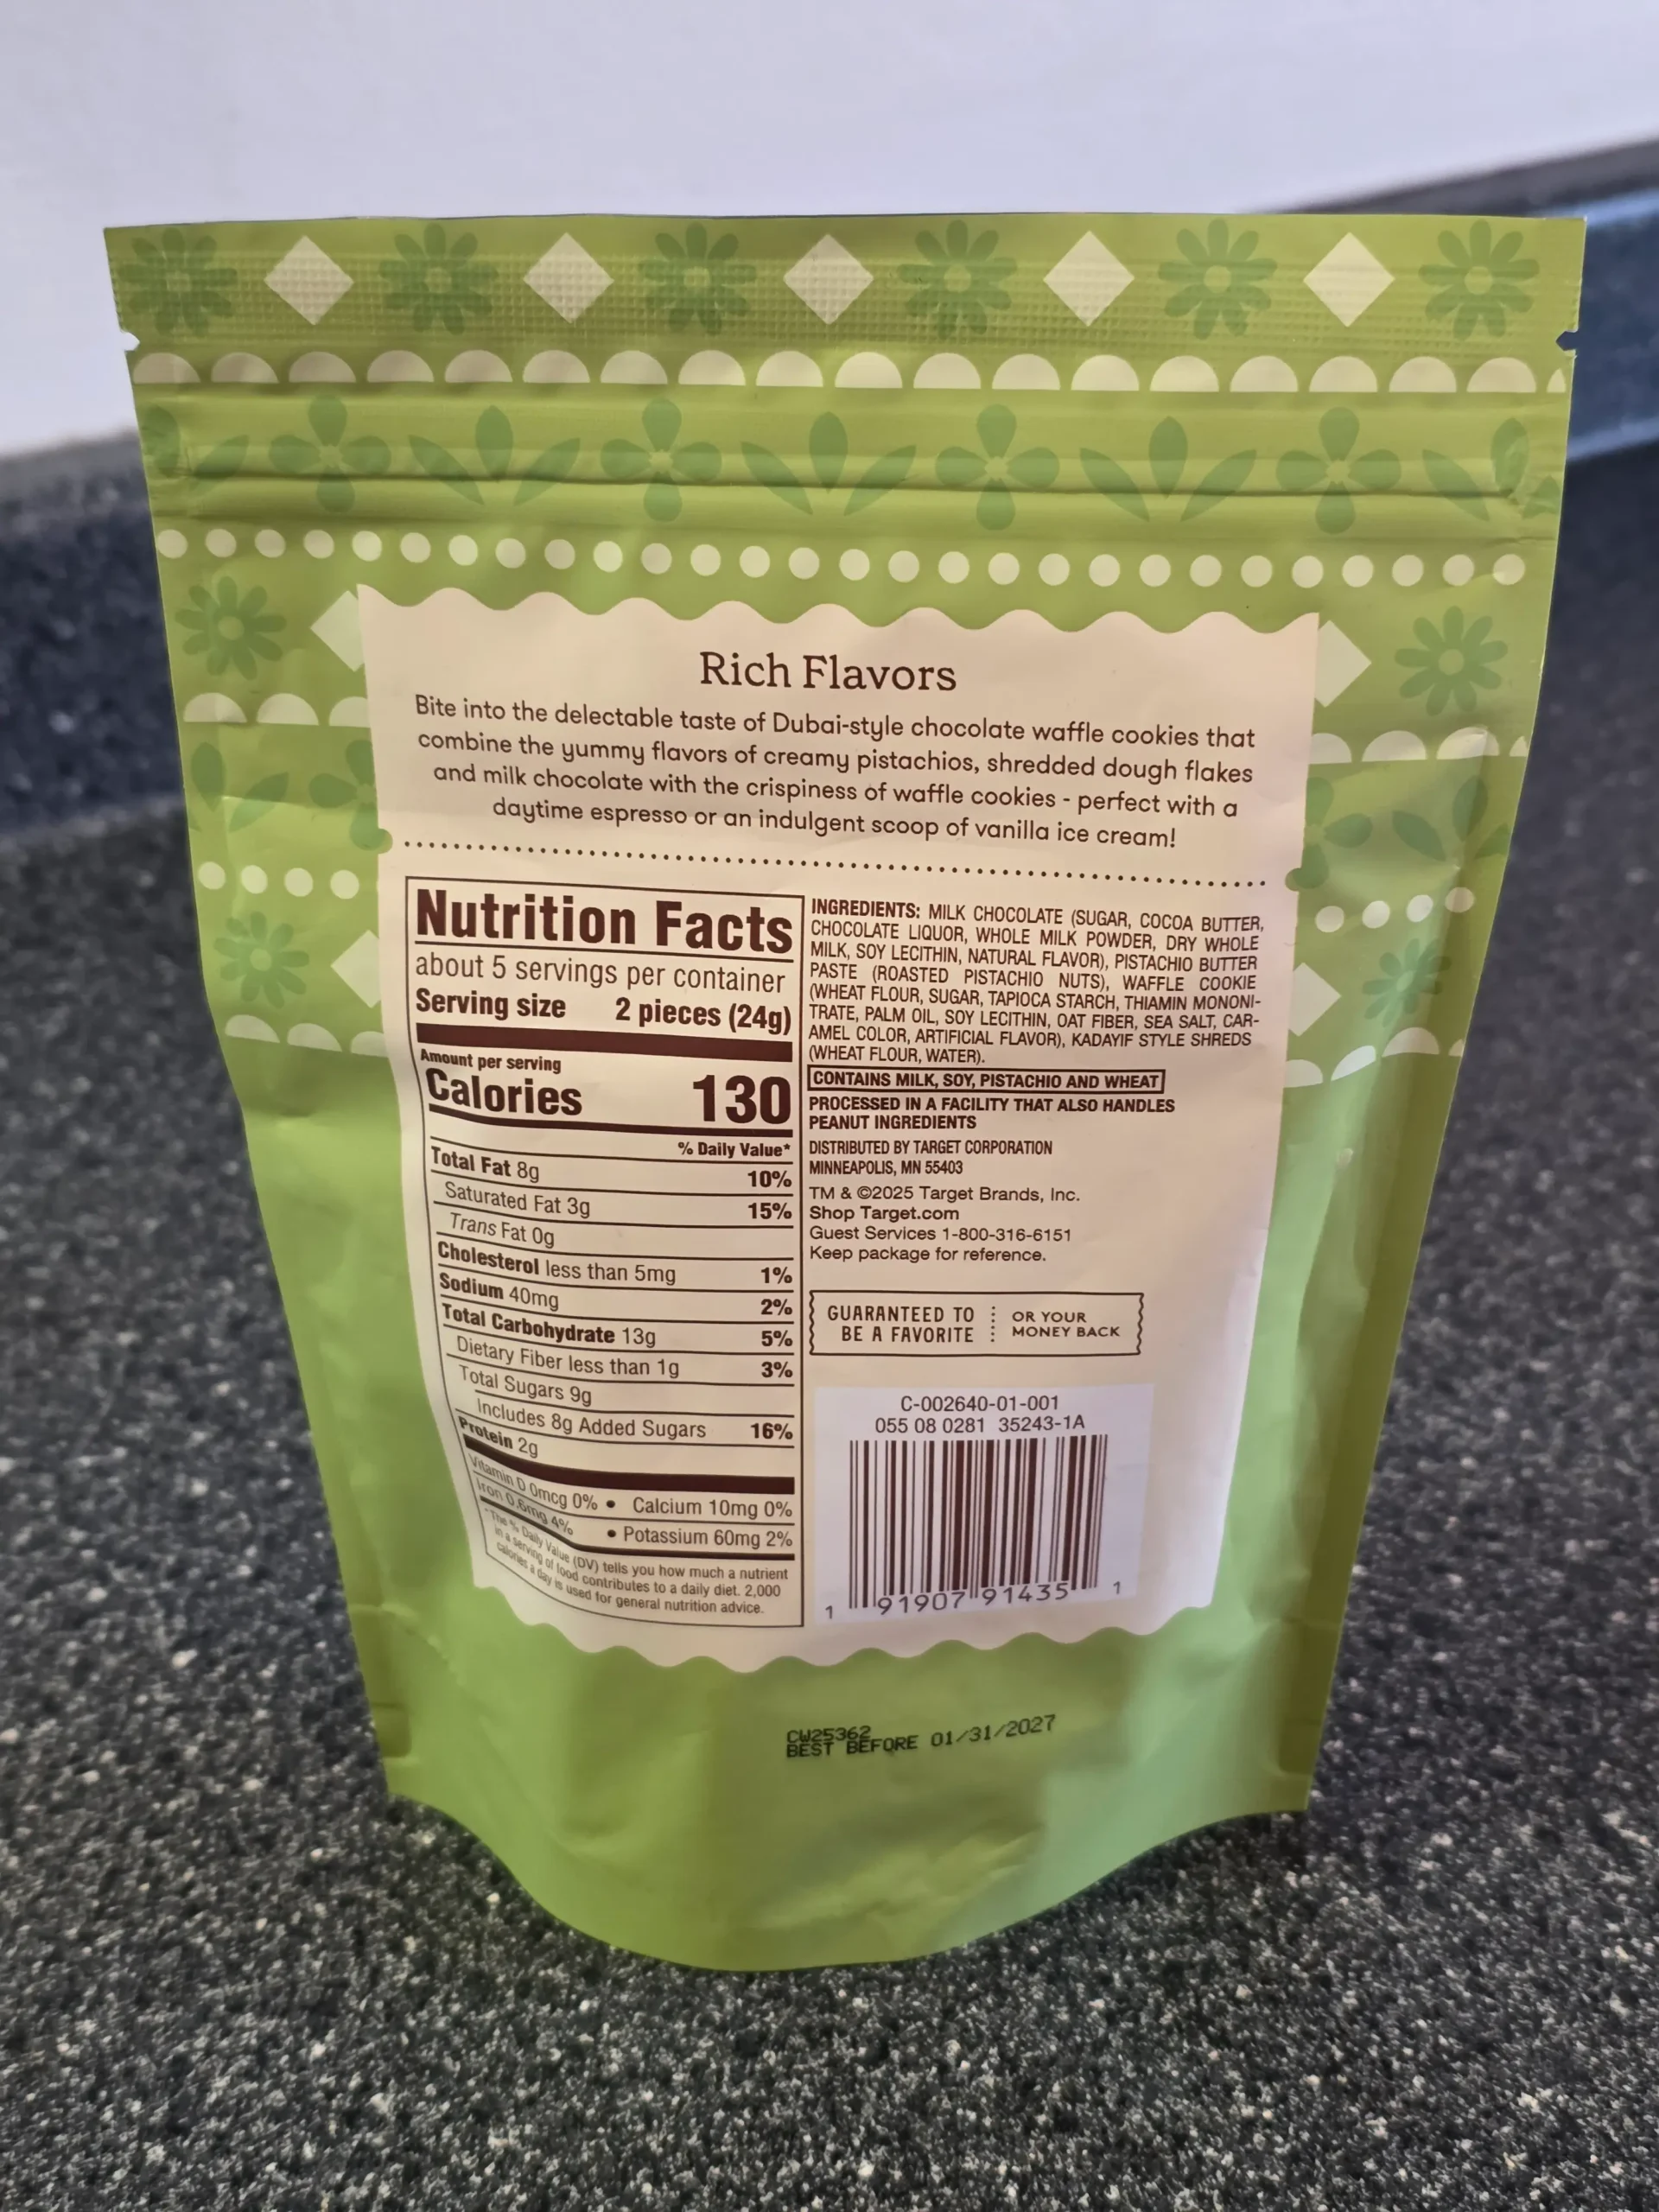 Rich Flavors
Bite into the delectable taste of Dubai-style chocolate waffle cookies that
combine the yummy flavors of creamy pistachios, shredded dough flakes
and milk chocolate with the crispiness of waffle cookies - perfect with a
daytime espresso or an indulgent scoop of vanilla ice cream!
Nutrition Facts
about 5 servings per container
Serving size 2 pieces (24g)
Amount per serving
Calories 130
% Daily Value*
Total Fat 8g 10%
Saturated Fat 3g 15%
Trans Fat 0g
Cholesterol less than 5mg 1%
Sodium 40mg 2%
Total Carbohydrate 13g 5%
Dietary Fiber less than 1g 3%
Total Sugars 9g
Includes 8g Added Sugars 16%
Protein 2g
Vitamin D 0mcg 0% • Calcium 10mg 0%
Iron 0.6mg 4% • Potassium 60mg 2%
*The % Daily Value (DV) tells you how much a nutrient
in a serving of food contributes to a daily diet. 2,000
calories a day is used for general nutrition advice.
INGREDIENTS: MILK CHOCOLATE (SUGAR, COCOA BUTTER,
CHOCOLATE LIQUOR, WHOLE MILK POWDER, DRY WHOLE
MILK, SOY LECITHIN, NATURAL FLAVOR), PISTACHIO BUTTER
PASTE (ROASTED PISTACHIO NUTS), WAFFLE COOKIE
(WHEAT FLOUR, SUGAR, TAPIOCA STARCH, THIAMIN MONONI-
TRATE, PALM OIL, SOY LECITHIN, OAT FIBER, SEA SALT, CAR-
AMEL COLOR, ARTIFICIAL FLAVOR), KADAYIF STYLE SHREDS
(WHEAT FLOUR, WATER).
CONTAINS MILK, SOY, PISTACHIO AND WHEAT
PROCESSED IN A FACILITY THAT ALSO HANDLES
PEANUT INGREDIENTS
DISTRIBUTED BY TARGET CORPORATION
MINNEAPOLIS, MN 55403
TM & ©2025 Target Brands, Inc.
Shop Target.com
Guest Services 1-800-316-6151
Keep package for reference.
GUARANTEED TO OR YOUR
BE A FAVORITE MONEY BACK
C-002640-01-001
055 08 0281 35243-1A
1 91907 91435 1
CW25362
BEST BEFORE 01/31/2027